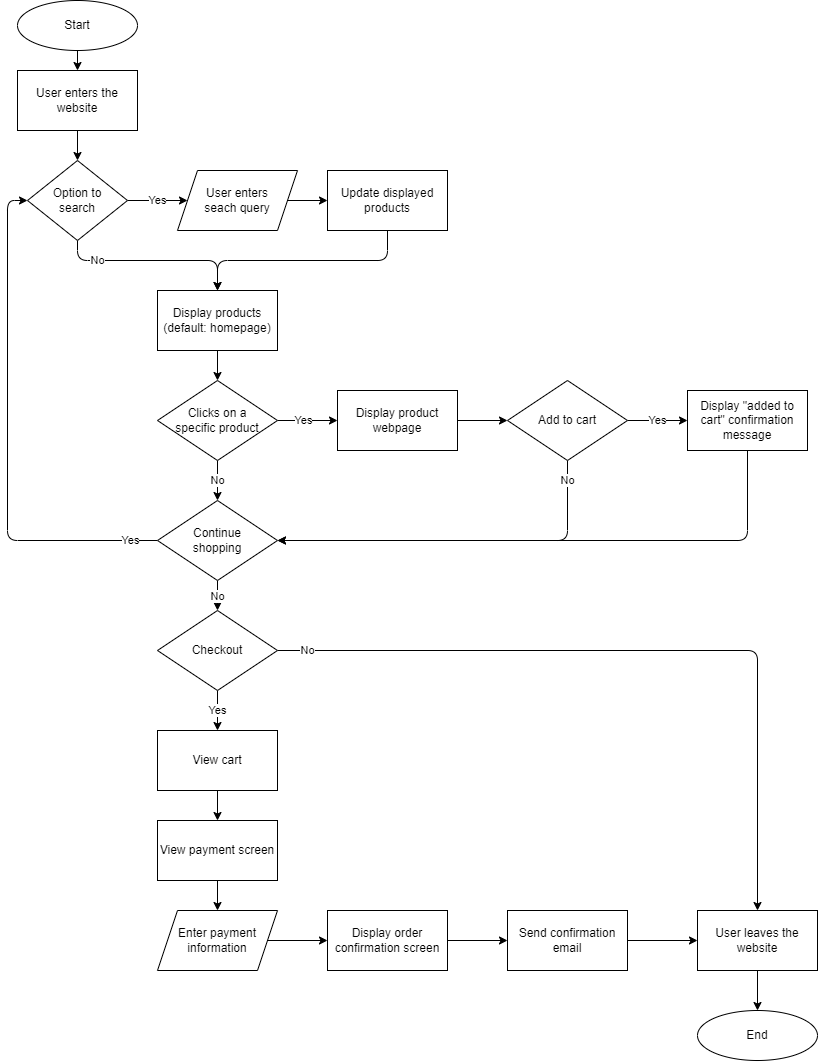 Start
User enters the
website
Option to
search
Yes
User enters
seach query
Update displayed
products
No
Display products
(default: homepage)
Clicks on a
specific product
Yes
Display product
webpage
Add to cart
Yes
Display "added to
cart" confirmation
message
No
No
Continue
shopping
Yes
No
Checkout
No
Yes
View cart
View payment screen
Enter payment
information
Display order
confirmation screen
Send confirmation
email
User leaves the
website
End